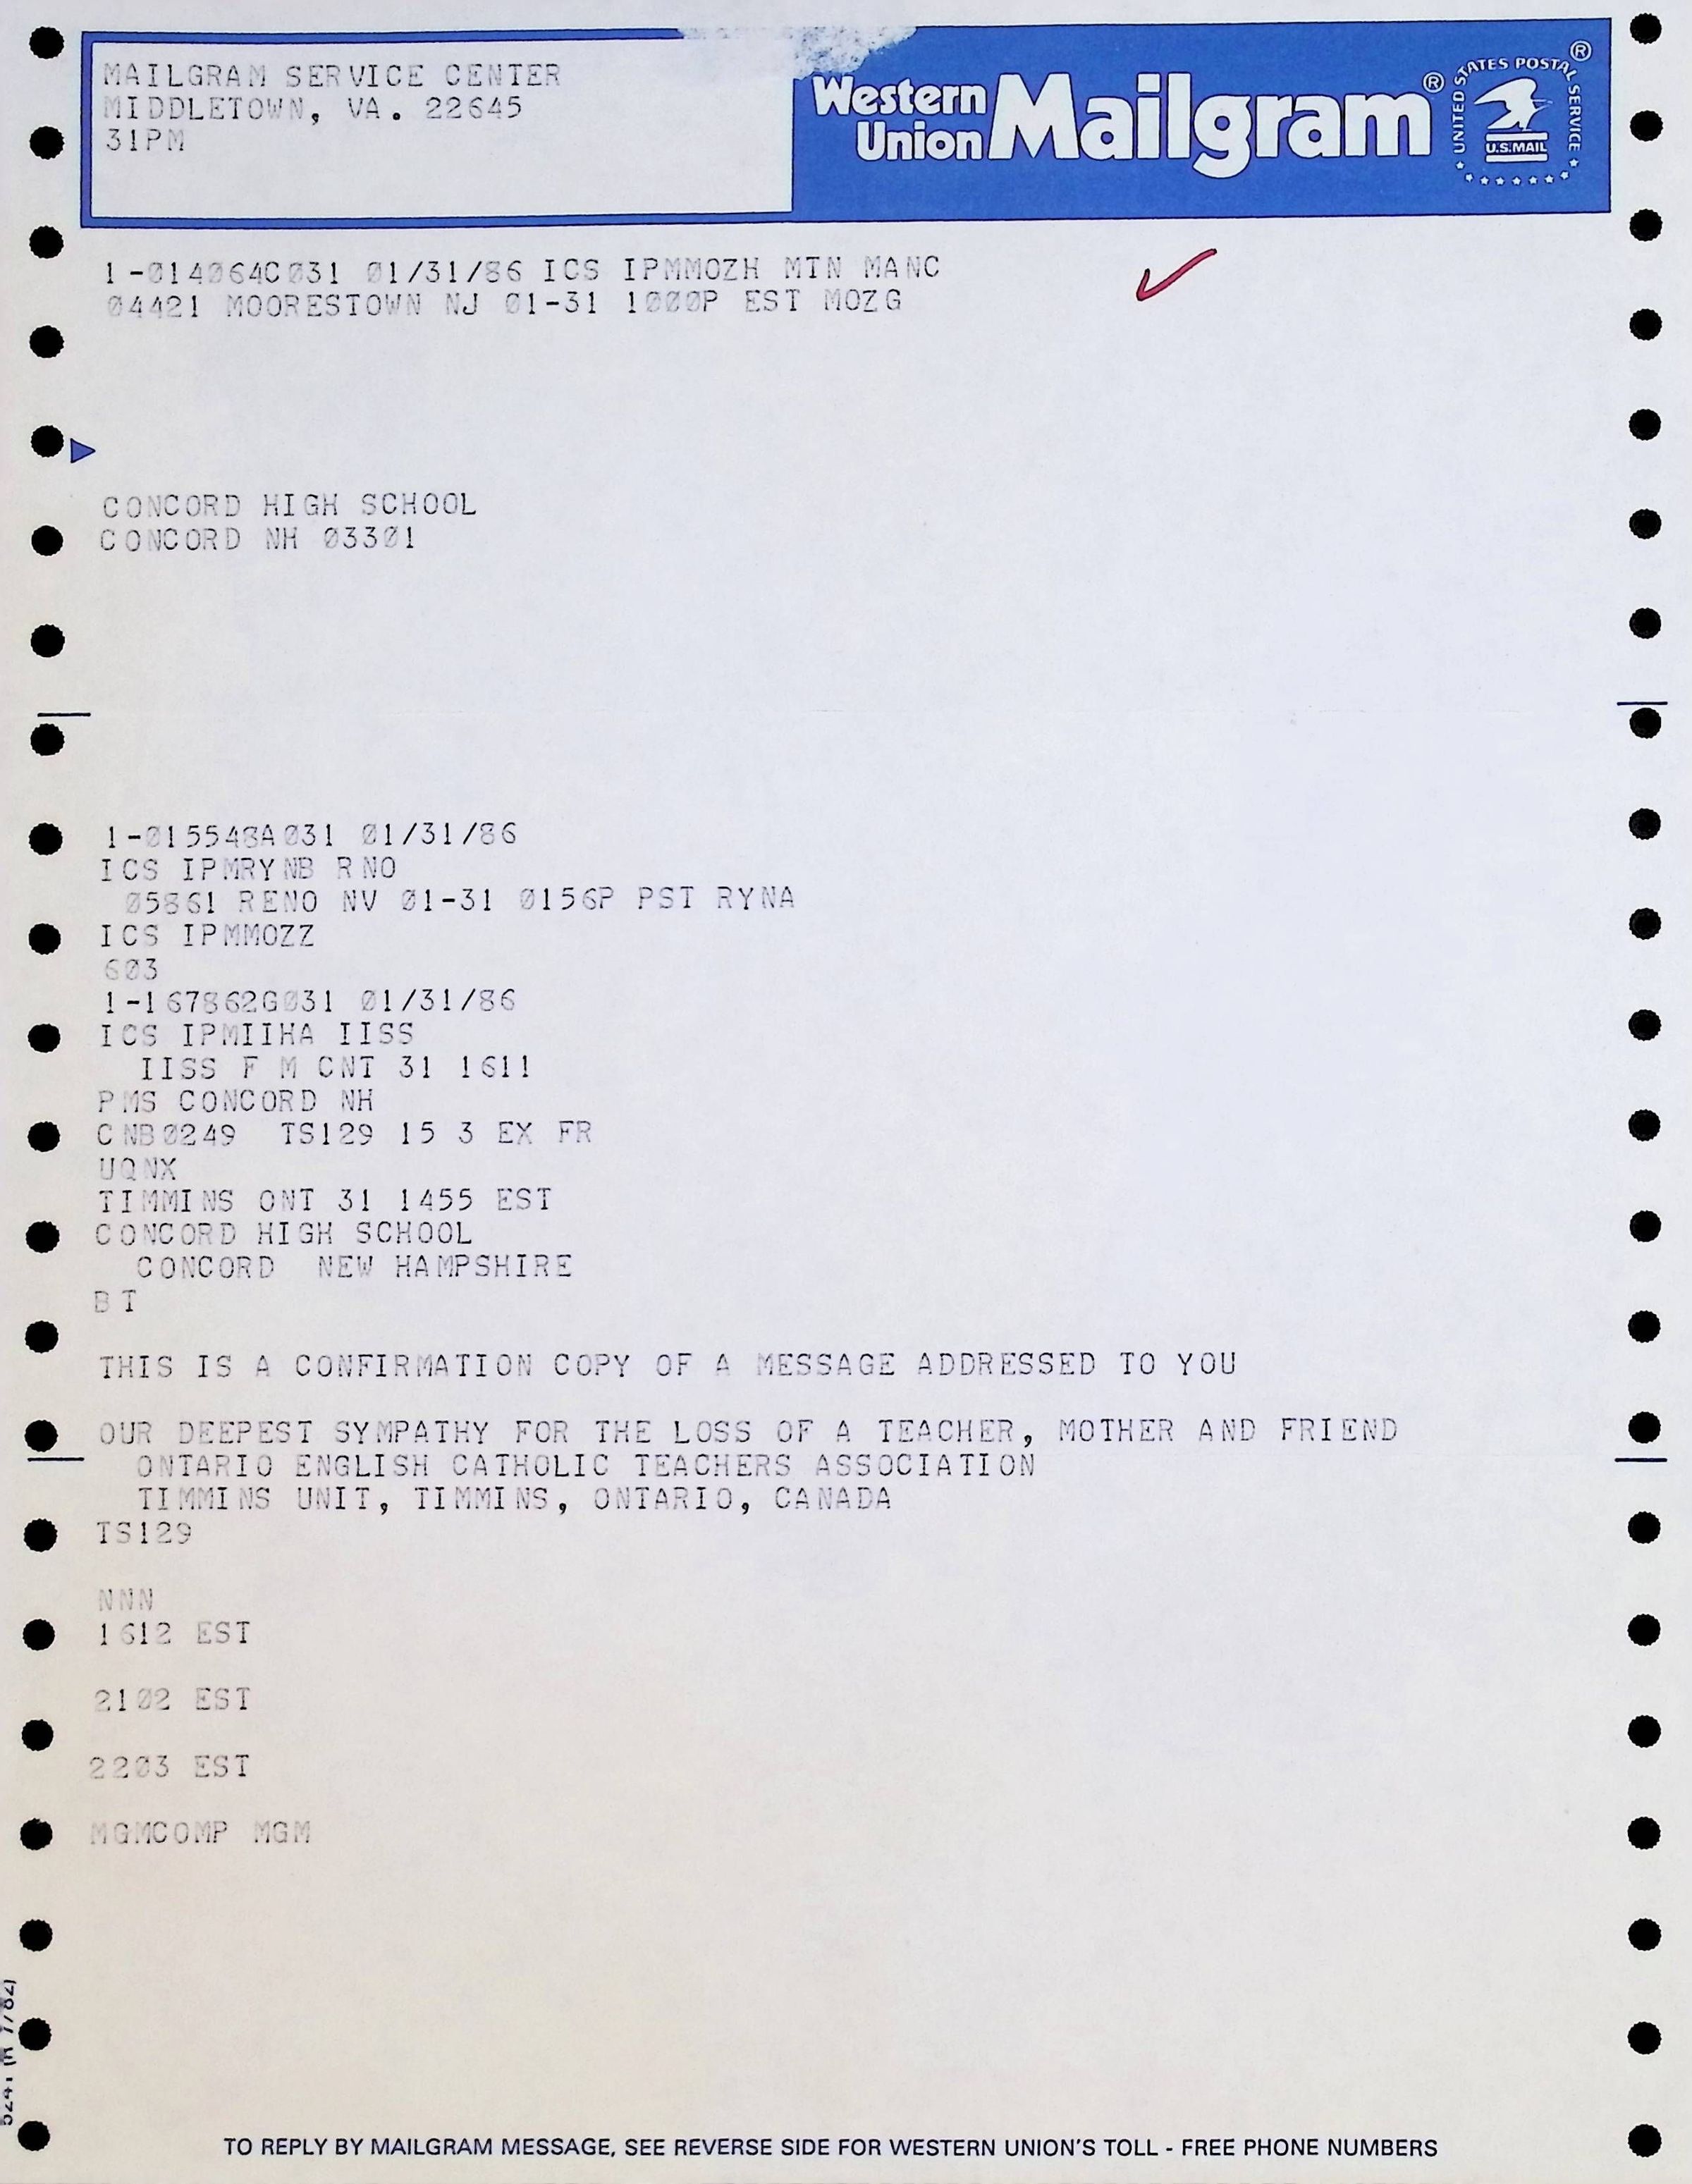 MAILGRAM SERVICE CENTER
MIDDLETOWN, VA. 22645
31PM
Western Union Mailgram ®
UNITED STATES POSTAL SERVICE ®
U.S.MAIL
1-014064C031 01/31/86 ICS IPMMOZH MTN MANC
04421 MOORESTOWN NJ 01-31 1000P EST MOZG
CONCORD HIGH SCHOOL
CONCORD NH 03301
1-015548A031 01/31/86
ICS IPMRYNB RNO
05861 RENO NV 01-31 0156P PST RYNA
ICS IPMMOZZ
603
1-167862G031 01/31/86
ICS IPMIIHA IISS
IISS F M CNT 31 1611
PMS CONCORD NH
CNB0249 TS129 15 3 EX FR
UQNX
TIMMINS ONT 31 1455 EST
CONCORD HIGH SCHOOL
CONCORD NEW HAMPSHIRE
BT
THIS IS A CONFIRMATION COPY OF A MESSAGE ADDRESSED TO YOU
OUR DEEPEST SYMPATHY FOR THE LOSS OF A TEACHER, MOTHER AND FRIEND
ONTARIO ENGLISH CATHOLIC TEACHERS ASSOCIATION
TIMMINS UNIT, TIMMINS, ONTARIO, CANADA
TS129
NNN
1612 EST
2102 EST
2203 EST
MGMCOMP MGM
5241 (R 7/82)
TO REPLY BY MAILGRAM MESSAGE, SEE REVERSE SIDE FOR WESTERN UNION'S TOLL - FREE PHONE NUMBERS